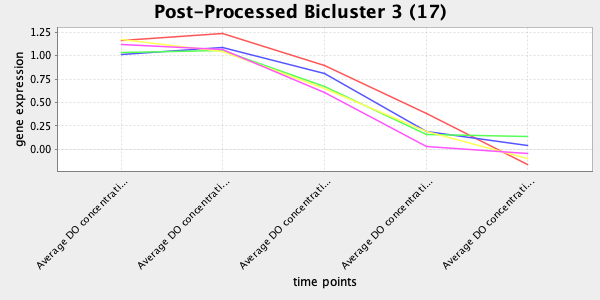 Post-Processed Bicluster 3 (17)
gene expression
1.25
1.00
0.75
0.50
0.25
0.00
Average DO concentrati...
Average DO concentrati...
Average DO concentrati...
Average DO concentrati...
Average DO concentrati...
time points